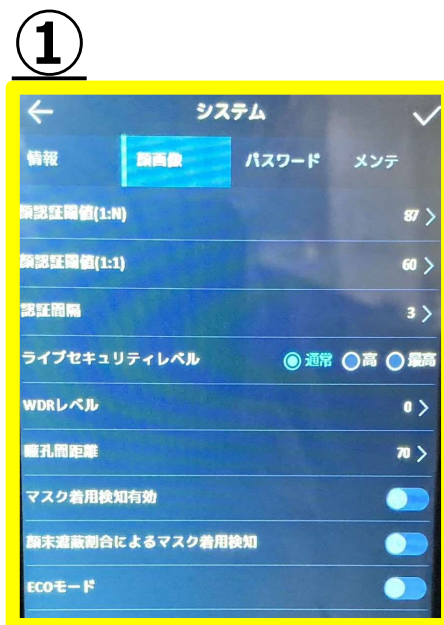 ①
システム
情報 顔画像 パスワード メンテ
顔認証閾値(1:N) 87
顔認証閾値(1:1) 60
認証間隔 3
ライブセキュリティレベル 通常 高 最高
WDRレベル 0
瞳孔間距離 70
マスク着用検知有効
顔未遮蔽割合によるマスク着用検知
ECOモード